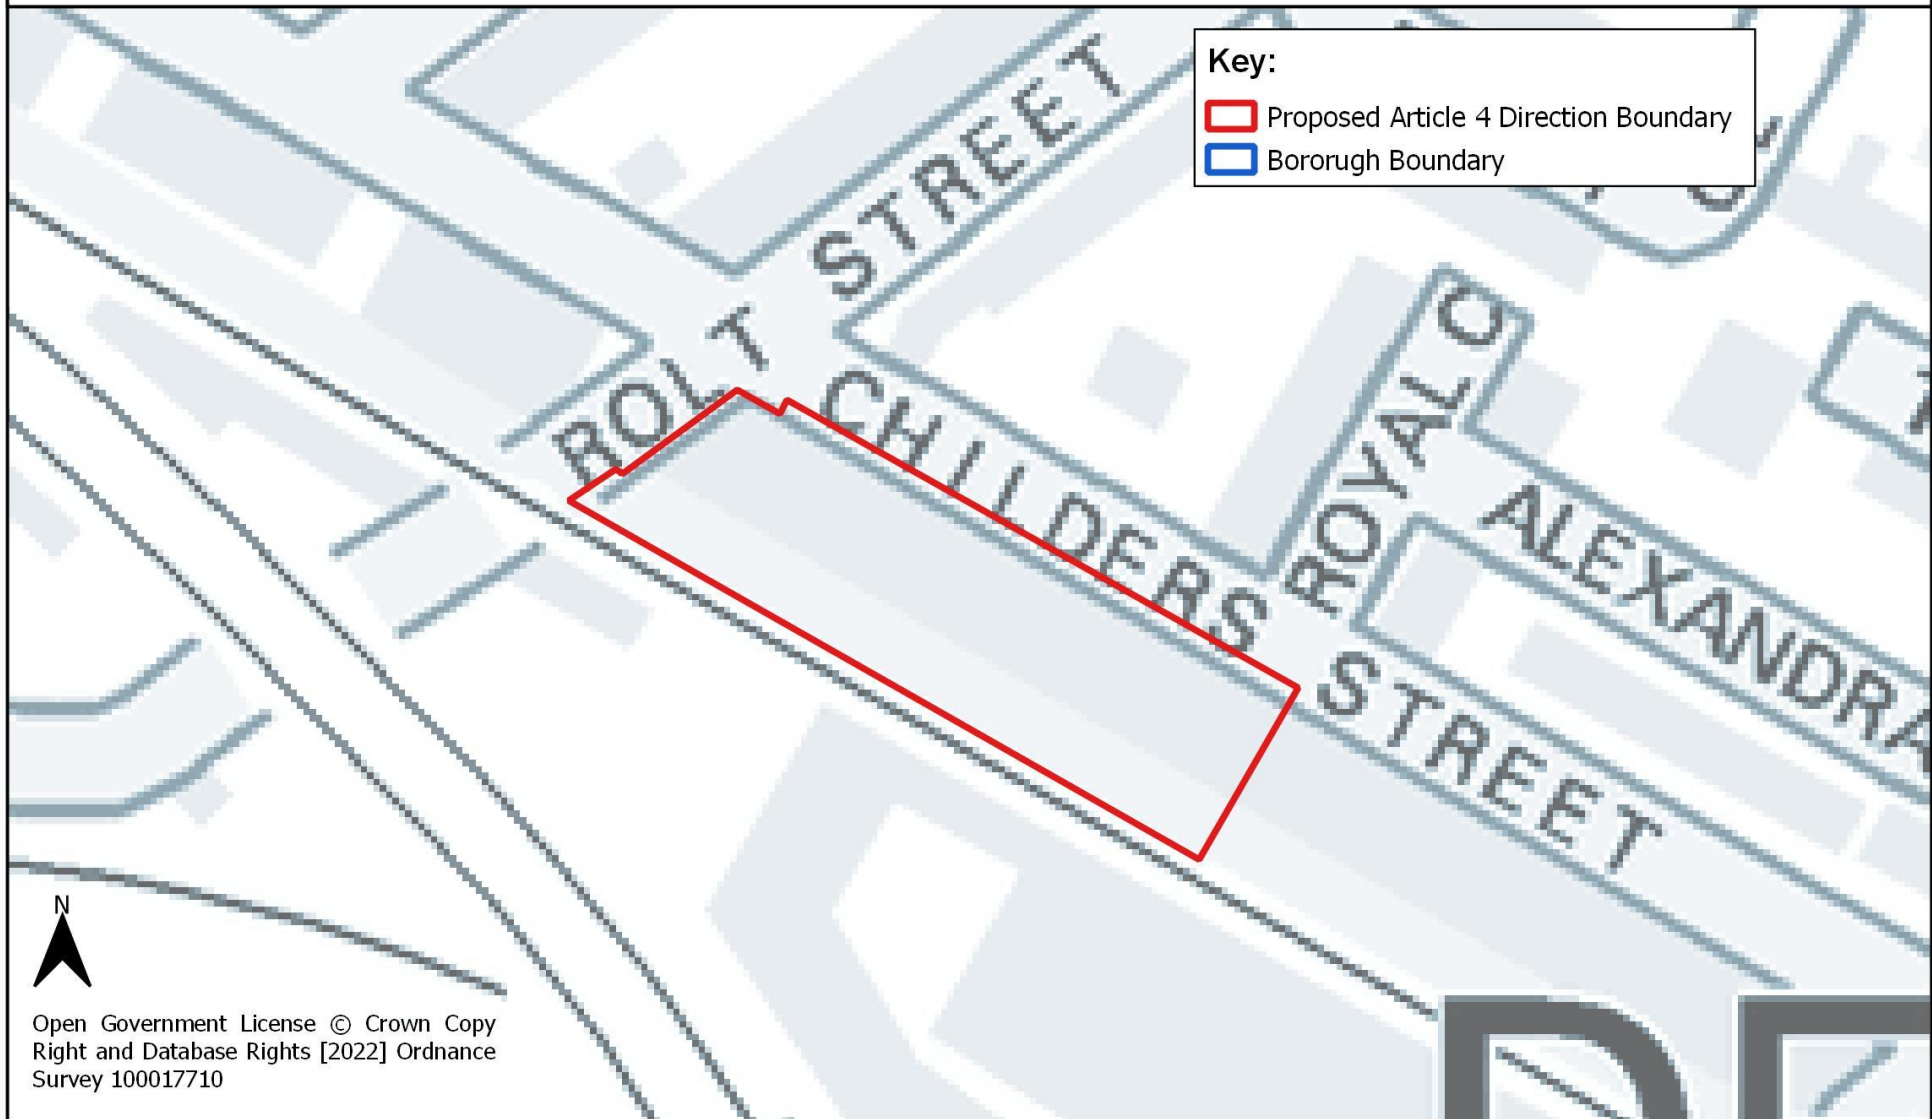 Key:
Proposed Article 4 Direction Boundary
Bororugh Boundary
ROLT STREET
CHILDERS STREET
ROYAL C
ALEXANDRA
N
Open Government License © Crown Copy
Right and Database Rights [2022] Ordnance
Survey 100017710